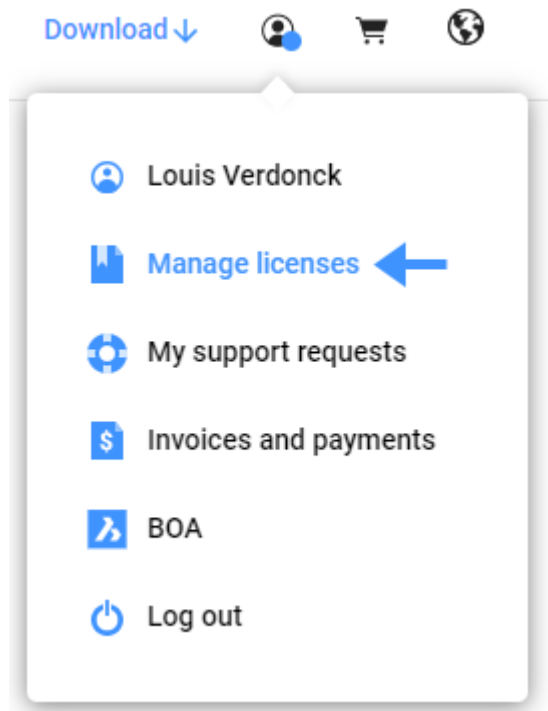 Download
Louis Verdonck
Manage licenses
My support requests
Invoices and payments
BOA
Log out